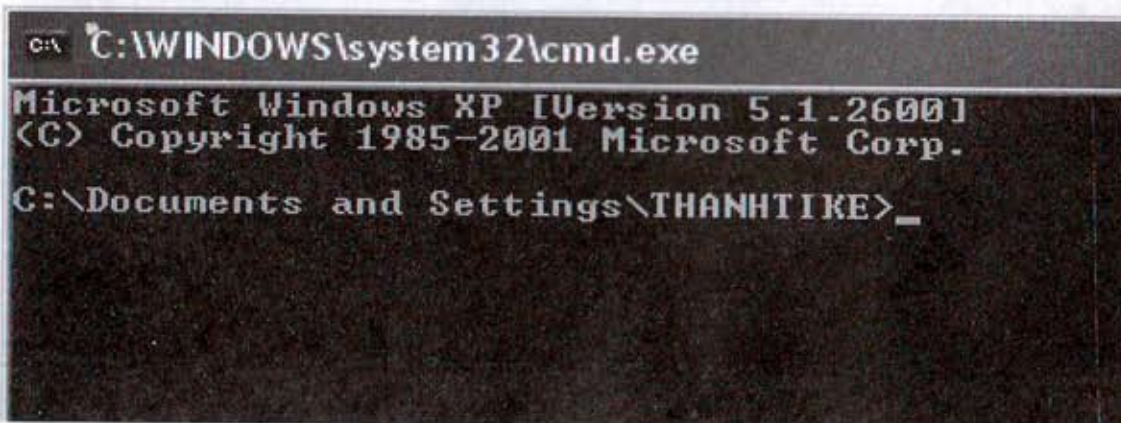 C:\ C:\WINDOWS\system32\cmd.exe
Microsoft Windows XP [Version 5.1.2600]
(C) Copyright 1985-2001 Microsoft Corp.
C:\Documents and Settings\THANHTIKE>_